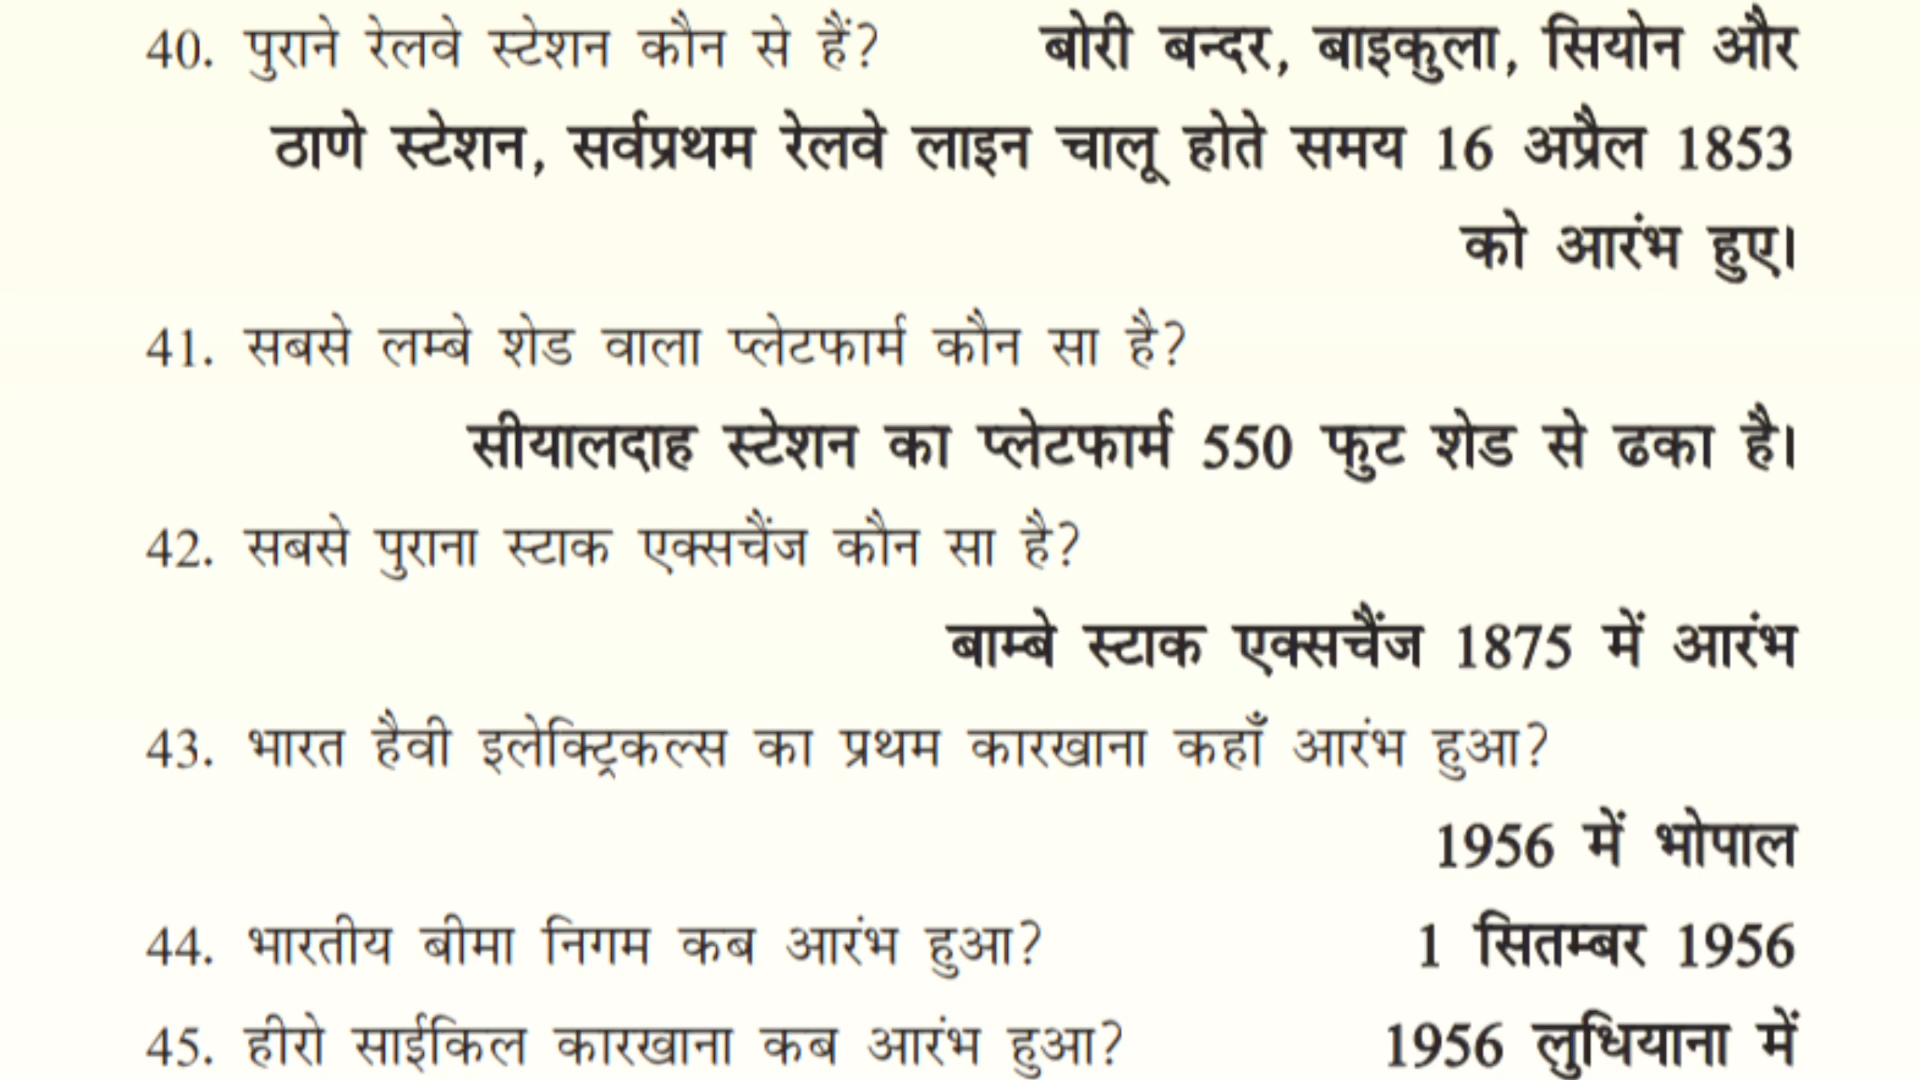 40. पुराने रेलवे स्टेशन कौन से हैं? बोरी बन्दर, बाइकुला, सियोन और
ठाणे स्टेशन, सर्वप्रथम रेलवे लाइन चालू होते समय 16 अप्रैल 1853
को आरंभ हुए।
41. सबसे लम्बे शेड वाला प्लेटफार्म कौन सा है?
सीयालदाह स्टेशन का प्लेटफार्म 550 फुट शेड से ढका है।
42. सबसे पुराना स्टाक एक्सचैंज कौन सा है?
बाम्बे स्टाक एक्सचैंज 1875 में आरंभ
43. भारत हैवी इलेक्ट्रिकल्स का प्रथम कारखाना कहाँ आरंभ हुआ?
1956 में भोपाल
44. भारतीय बीमा निगम कब आरंभ हुआ? 1 सितम्बर 1956
45. हीरो साईकिल कारखाना कब आरंभ हुआ? 1956 लुधियाना में